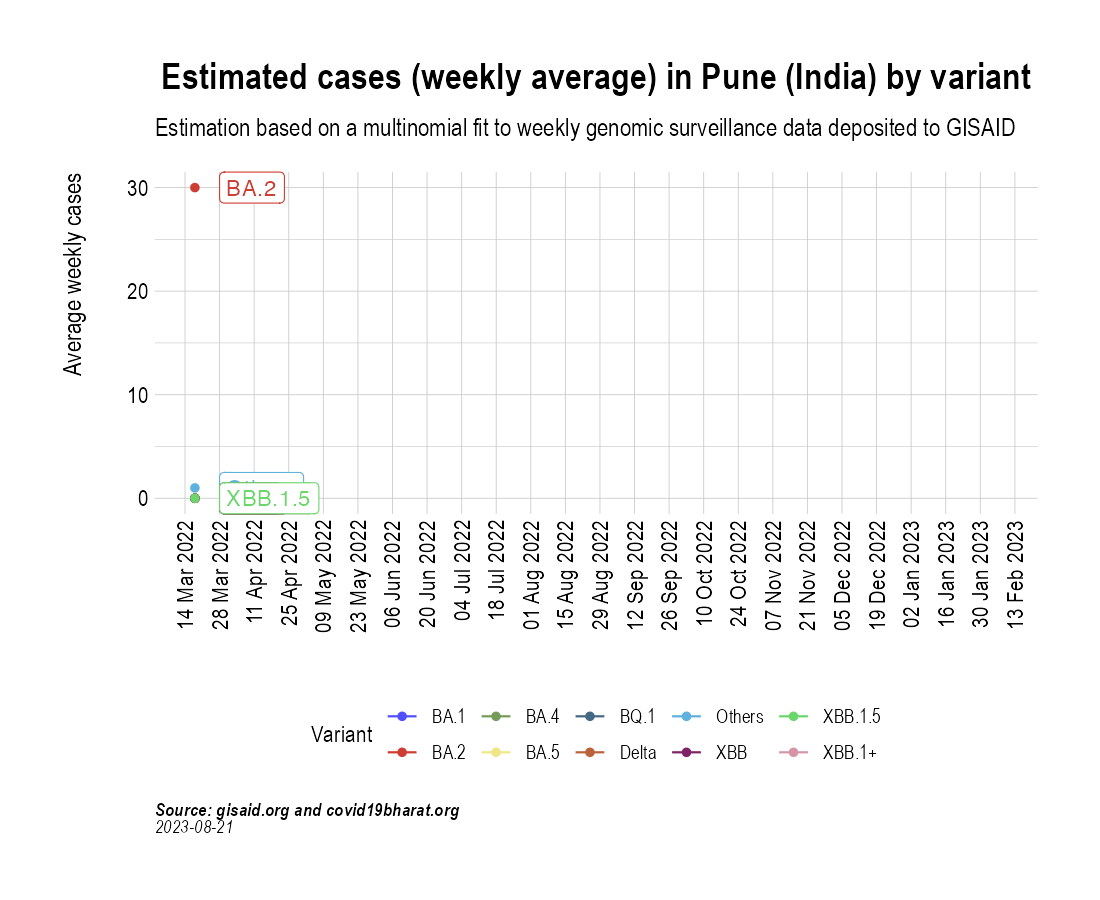 Estimated cases (weekly average) in Pune (India) by variant
Estimation based on a multinomial fit to weekly genomic surveillance data deposited to GISAID
Average weekly cases
30
20
10
0
BA.2
XBB.1.5
14 Mar 2022
28 Mar 2022
11 Apr 2022
25 Apr 2022
09 May 2022
23 May 2022
06 Jun 2022
20 Jun 2022
04 Jul 2022
18 Jul 2022
01 Aug 2022
15 Aug 2022
29 Aug 2022
12 Sep 2022
26 Sep 2022
10 Oct 2022
24 Oct 2022
07 Nov 2022
21 Nov 2022
05 Dec 2022
19 Dec 2022
02 Jan 2023
16 Jan 2023
30 Jan 2023
13 Feb 2023
Variant
BA.1
BA.4
BQ.1
Others
XBB.1.5
BA.2
BA.5
Delta
XBB
XBB.1+
Source: gisaid.org and covid19bharat.org
2023-08-21